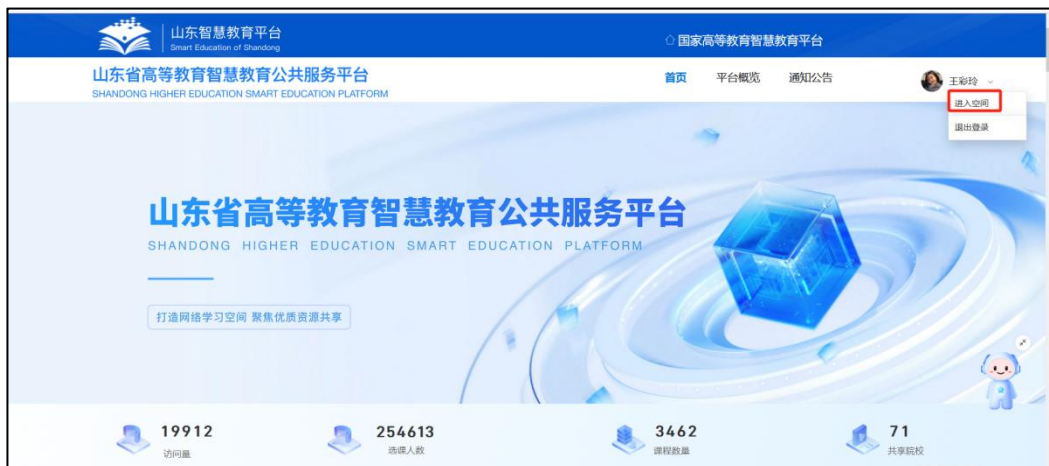 山东智慧教育平台
Smart Education of Shandong
国家高等教育智慧教育平台
山东省高等教育智慧教育公共服务平台
SHANDONG HIGHER EDUCATION SMART EDUCATION PLATFORM
首页 平台概览 通知公告
王彩玲
进入空间
退出登录
山东省高等教育智慧教育公共服务平台
SHANDONG HIGHER EDUCATION SMART EDUCATION PLATFORM
打造网络学习空间 聚焦优质资源共享
19912
访问量
254613
选课人数
3462
课程数量
71
共享院校